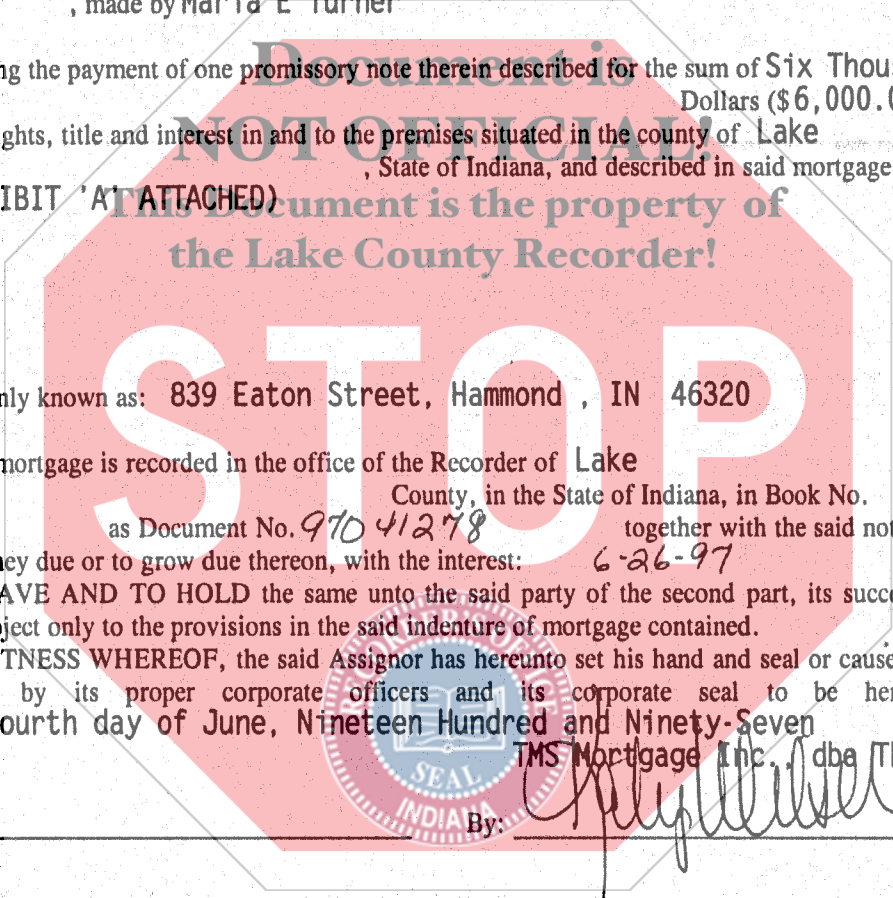 , made by Maria E Turner
ng the payment of one promissory note therein described for the sum of Six Thou
Dollars ($6,000.0
ghts, title and interest in and to the premises situated in the county of Lake
, State of Indiana, and described in said mortgage
IBIT 'A' ATTACHED)
Document is
NOT OFFICIAL!
This Document is the property of
the Lake County Recorder!
STOP
nly known as: 839 Eaton Street, Hammond , IN 46320
mortgage is recorded in the office of the Recorder of Lake
County, in the State of Indiana, in Book No.
as Document No. 97041278 together with the said not
ey due or to grow due thereon, with the interest: 6-26-97
AVE AND TO HOLD the same unto the said party of the second part, its succe
ject only to the provisions in the said indenture of mortgage contained.
TNESS WHEREOF, the said Assignor has hereunto set his hand and seal or cause
by its proper corporate officers and its corporate seal to be her
ourth day of June, Nineteen Hundred and Ninety-Seven
TMS Mortgage Inc., dba Th
SEAL
INDIANA
By: